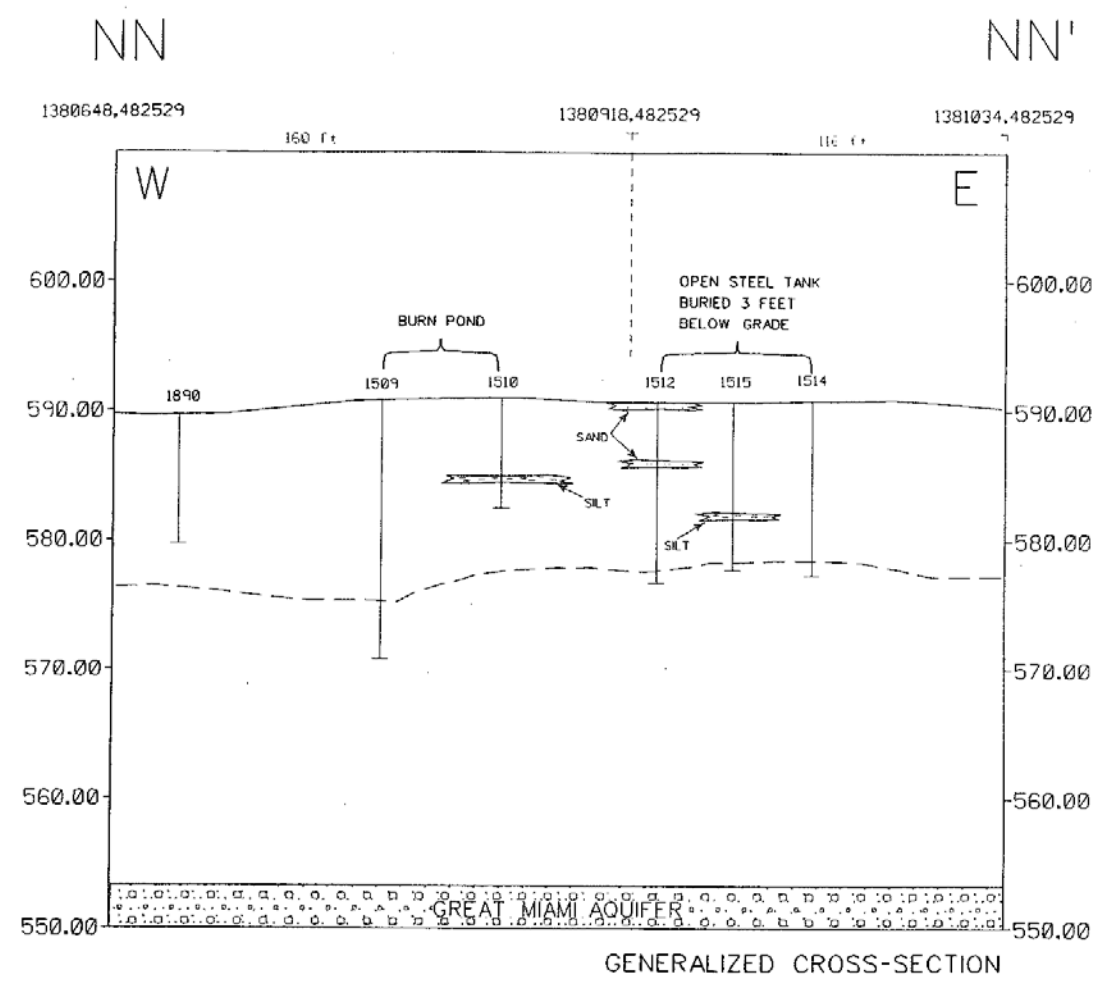 NN
NN'
1380648,482529
1380918,482529
1381034,482529
160 ft
116 ft
W
E
600.00
600.00
OPEN STEEL TANK
BURIED 3 FEET
BELOW GRADE
BURN POND
1890
1509
1510
1512
1515
1514
590.00
590.00
SAND
SILT
SILT
580.00
580.00
570.00
570.00
560.00
560.00
GREAT MIAMI AQUIFER
550.00
550.00
GENERALIZED CROSS-SECTION